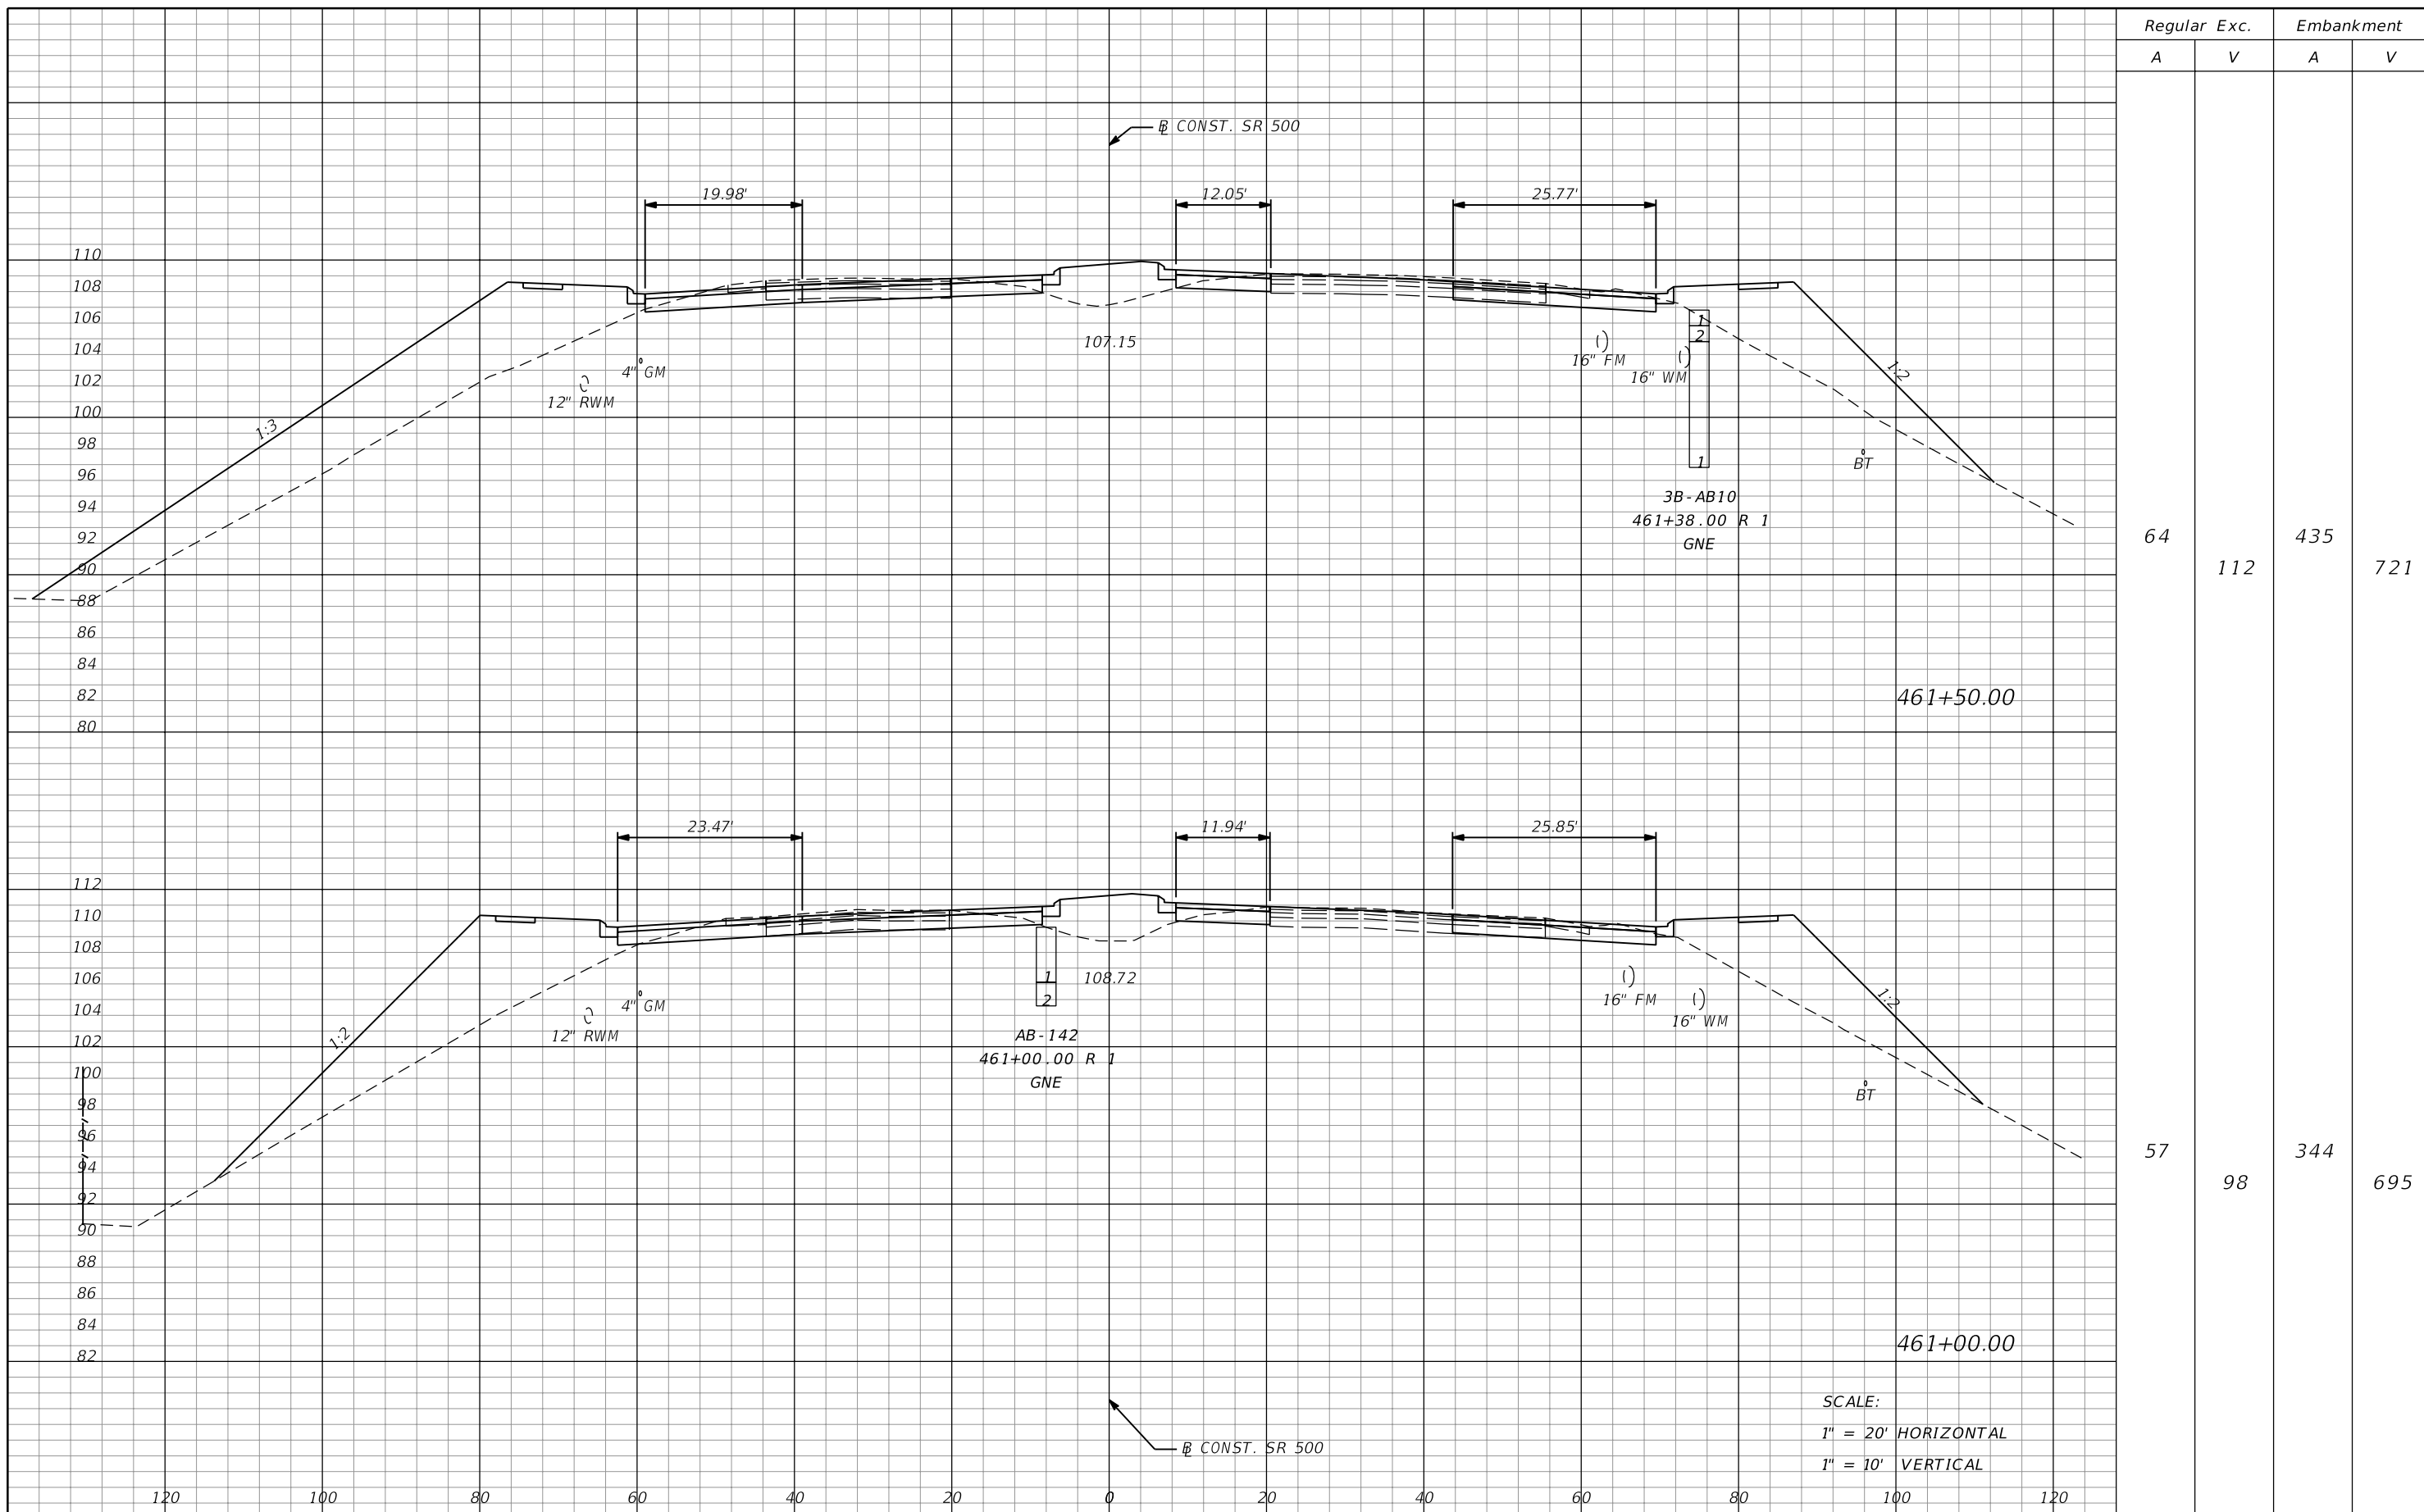 Regular Exc. Embankment
A V A V
B CONST. SR 500
19.98' 12.05' 25.77'
110
108
106
104
102
100
98
96
94
92
90
88
86
84
82
80
107.15
4" GM
12" RWM
16" FM
16" WM
1
2
1
1:3
1:2
BT
3B-AB10
461+38.00 R 1
GNE
64 435
112 721
461+50.00
23.47' 11.94' 25.85'
112
110
108
106
104
102
100
98
96
94
92
90
88
86
84
82
1
2
108.72
4" GM
12" RWM
16" FM
16" WM
1:2
1:2
AB-142
461+00.00 R 1
GNE
BT
57 344
98 695
461+00.00
SCALE:
1" = 20' HORIZONTAL
1" = 10' VERTICAL
B CONST. SR 500
120 100 80 60 40 20 0 20 40 60 80 100 120